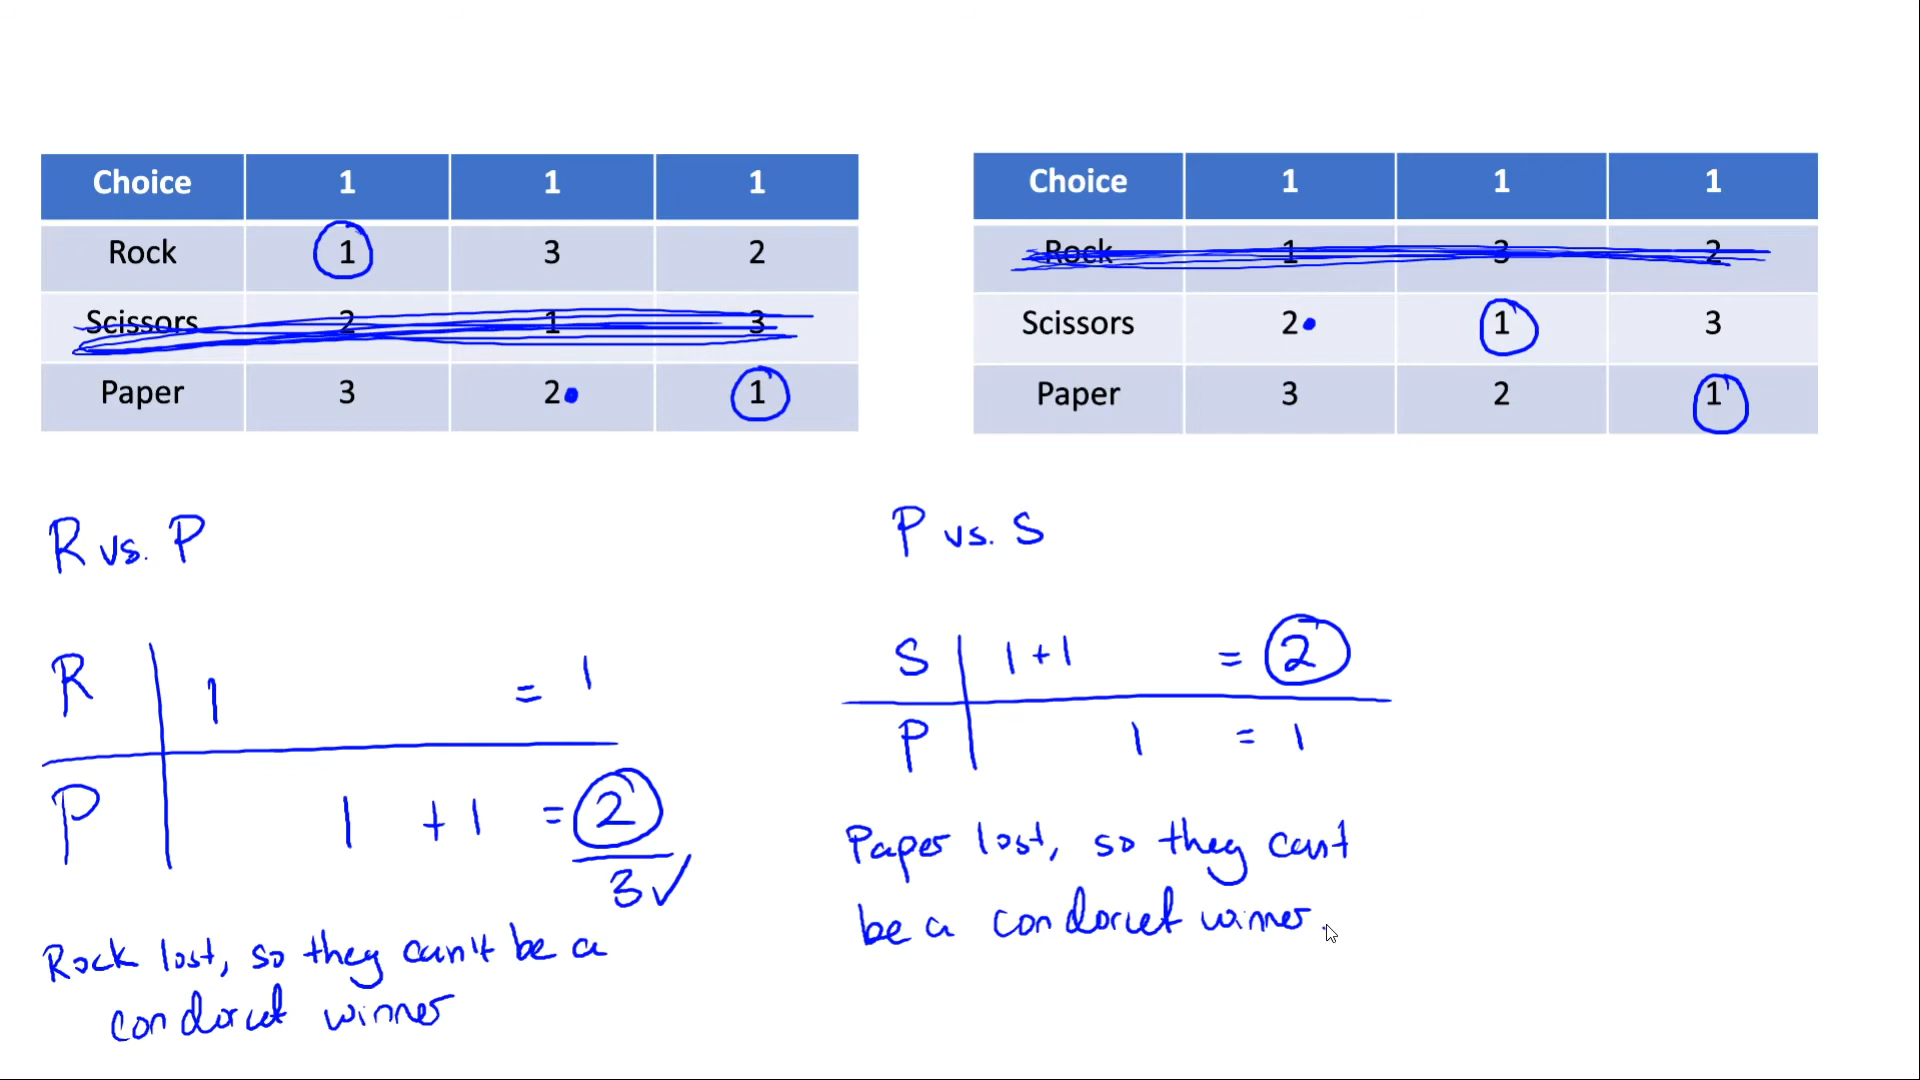 Choice 1 1 1
Rock 1 3 2
Scissors 2 1 3
Paper 3 2 1
R vs. P
R 1 = 1
P 1 + 1 = 2
3 ✓
Rock lost, so they can't be a
condorcet winner
Choice 1 1 1
Rock 1 3 2
Scissors 2 1 3
Paper 3 2 1
P vs. S
S 1 + 1 = 2
P 1 = 1
Paper lost, so they can't
be a condorcet winner.